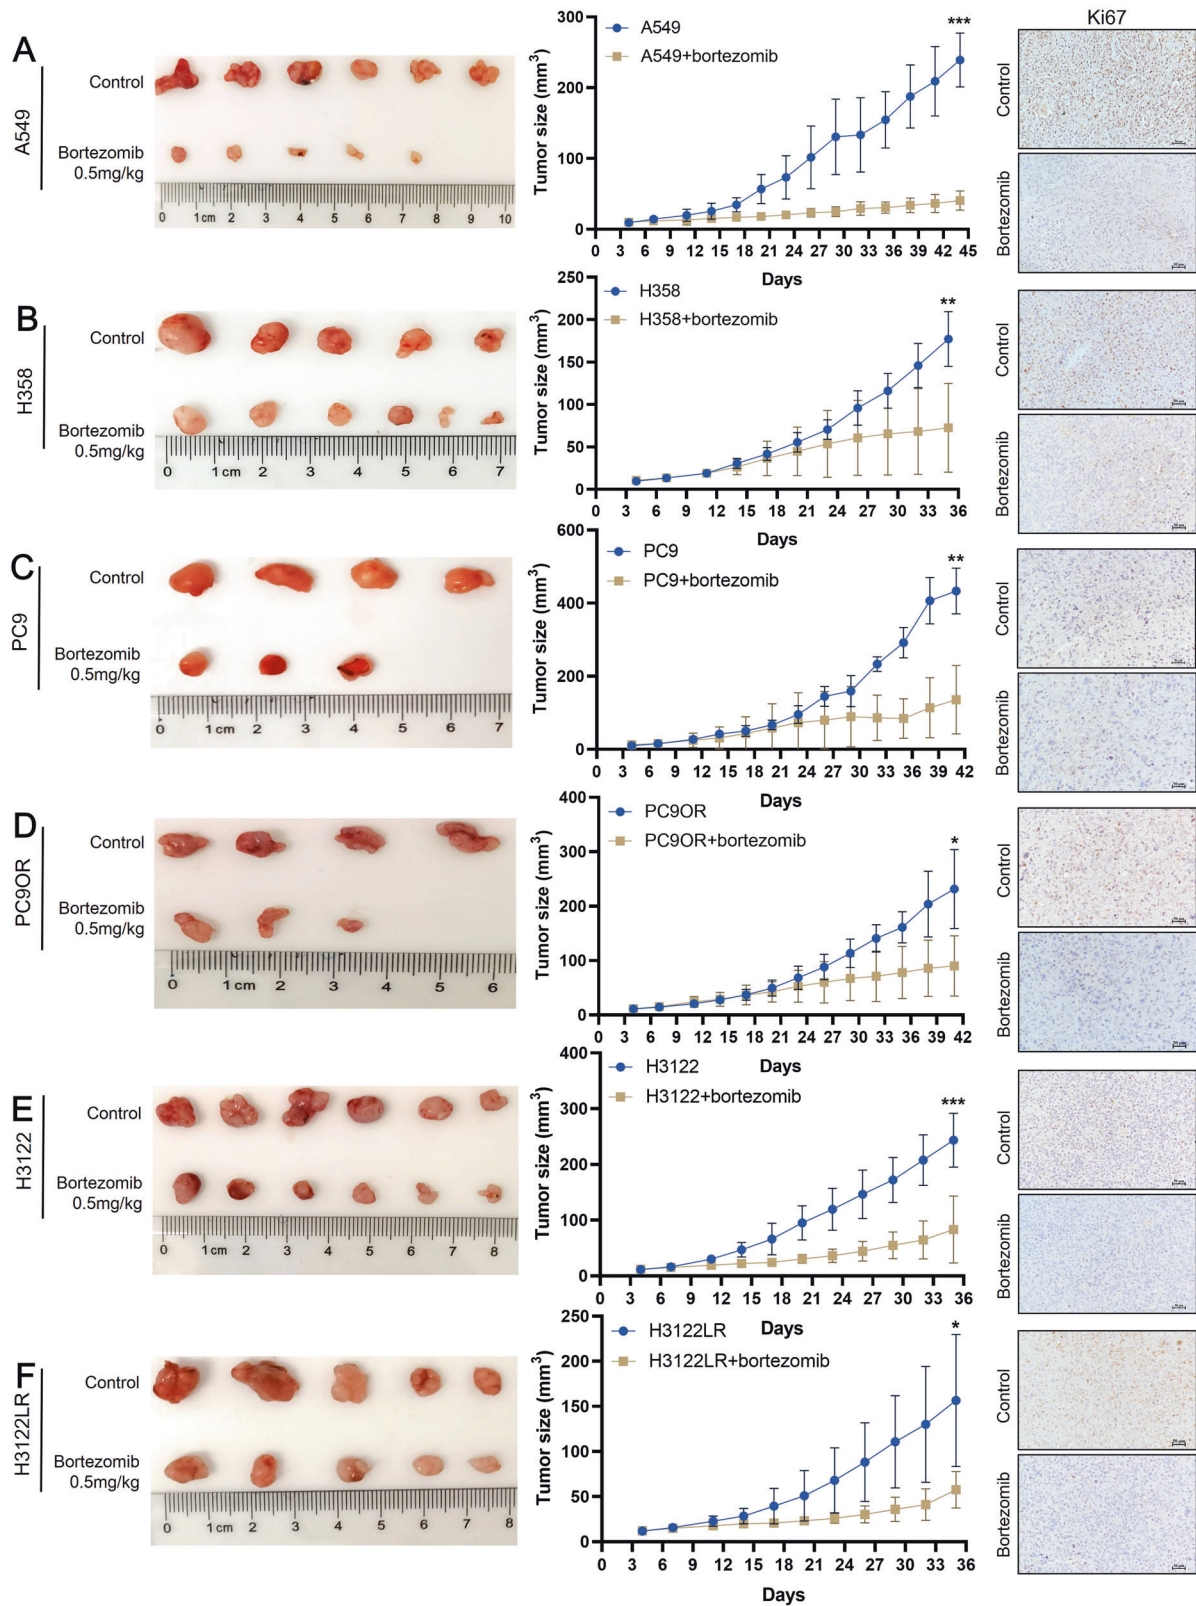 A
A549
Control
Bortezomib
0.5mg/kg
0 1cm 2 3 4 5 6 7 8 9 10
Tumor size (mm3)
300
200
100
0
A549
A549+bortezomib
***
0 3 6 9 12 15 18 21 24 27 30 33 36 39 42 45
Days
Ki67
Control
Bortezomib
B
H358
Control
Bortezomib
0.5mg/kg
0 1cm 2 3 4 5 6 7
Tumor size (mm3)
250
200
150
100
50
0
H358
H358+bortezomib
**
0 3 6 9 12 15 18 21 24 27 30 33 36
Days
Control
Bortezomib
C
PC9
Control
Bortezomib
0.5mg/kg
0 1cm 2 3 4 5 6 7
Tumor size (mm3)
600
400
200
0
PC9
PC9+bortezomib
**
0 3 6 9 12 15 18 21 24 27 30 33 36 39 42
Days
Control
Bortezomib
D
PC9OR
Control
Bortezomib
0.5mg/kg
0 1cm 2 3 4 5 6
Tumor size (mm3)
400
300
200
100
0
PC9OR
PC9OR+bortezomib
*
0 3 6 9 12 15 18 21 24 27 30 33 36 39 42
Days
Control
Bortezomib
E
H3122
Control
Bortezomib
0.5mg/kg
0 1cm 2 3 4 5 6 7 8
Tumor size (mm3)
400
300
200
100
0
H3122
H3122+bortezomib
***
0 3 6 9 12 15 18 21 24 27 30 33 36
Days
Control
Bortezomib
F
H3122LR
Control
Bortezomib
0.5mg/kg
0 1cm 2 3 4 5 6 7 8
Tumor size (mm3)
250
200
150
100
50
0
H3122LR
H3122LR+bortezomib
*
0 3 6 9 12 15 18 21 24 27 30 33 36
Days
Control
Bortezomib